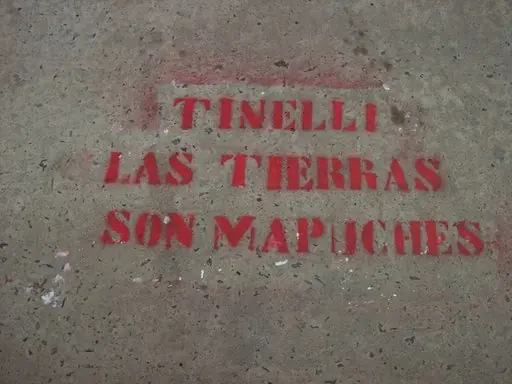 TINELLI
LAS TIERRAS
SON MAPUCHES